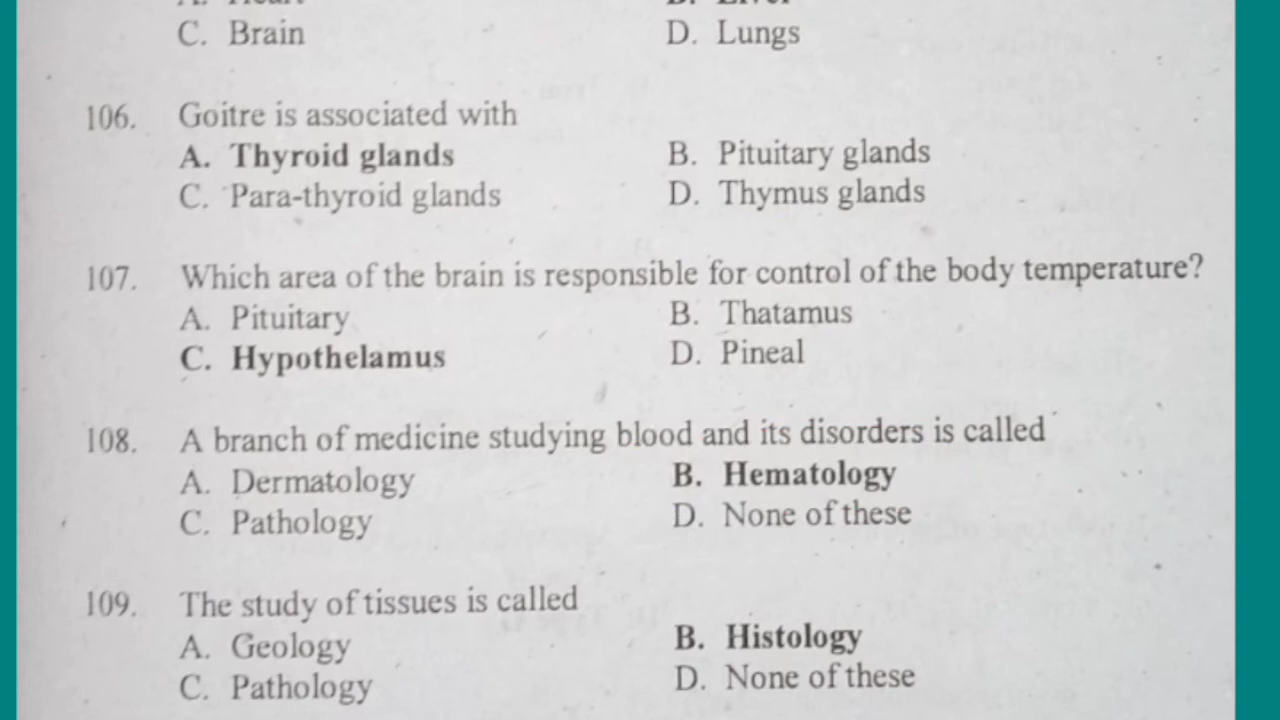 C. Brain D. Lungs
106. Goitre is associated with
A. Thyroid glands B. Pituitary glands
C. Para-thyroid glands D. Thymus glands
107. Which area of the brain is responsible for control of the body temperature?
A. Pituitary B. Thatamus
C. Hypothelamus D. Pineal
108. A branch of medicine studying blood and its disorders is called
A. Dermatology B. Hematology
C. Pathology D. None of these
109. The study of tissues is called
A. Geology B. Histology
C. Pathology D. None of these